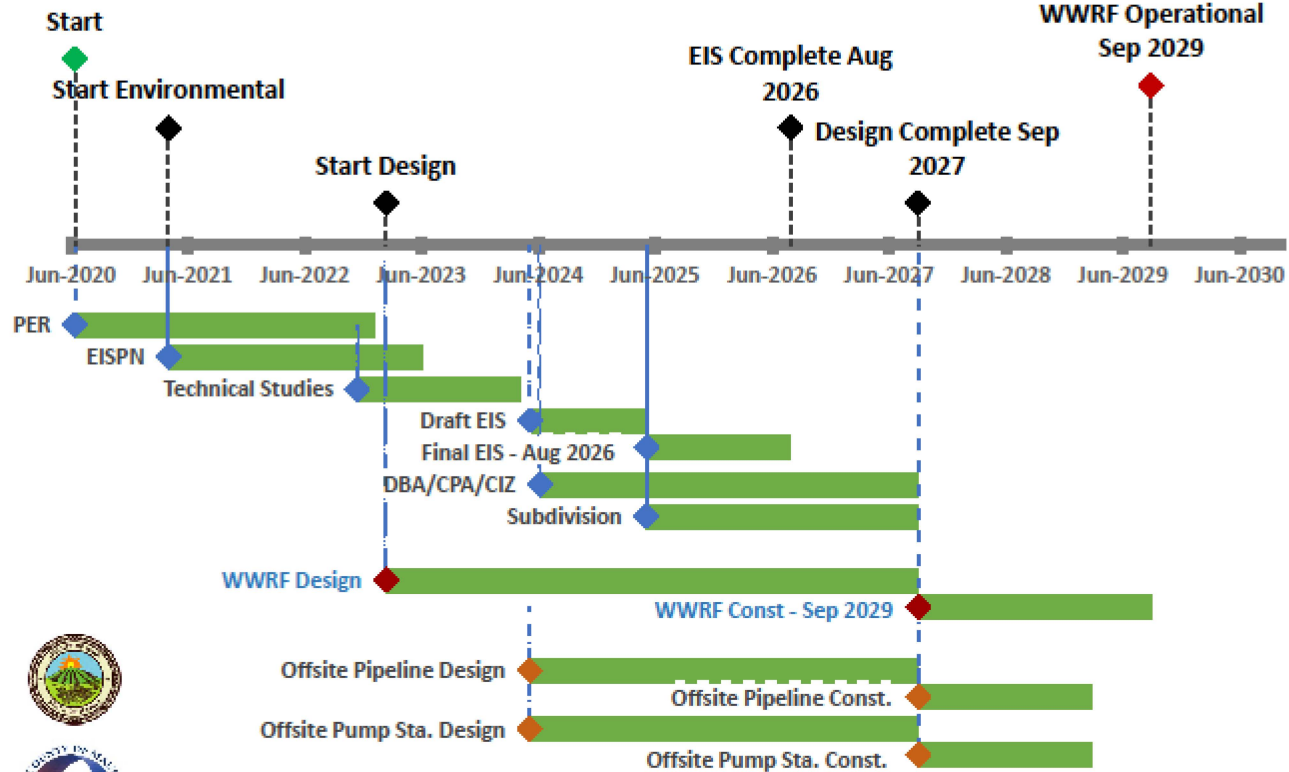 Start
WWRF Operational
Sep 2029
EIS Complete Aug
2026
Start Environmental
Design Complete Sep
2027
Start Design
Jun-2020 Jun-2021 Jun-2022 Jun-2023 Jun-2024 Jun-2025 Jun-2026 Jun-2027 Jun-2028 Jun-2029 Jun-2030
PER
EISPN
Technical Studies
Draft EIS
Final EIS - Aug 2026
DBA/CPA/CIZ
Subdivision
WWRF Design
WWRF Const - Sep 2029
Offsite Pipeline Design
Offsite Pipeline Const.
Offsite Pump Sta. Design
Offsite Pump Sta. Const.